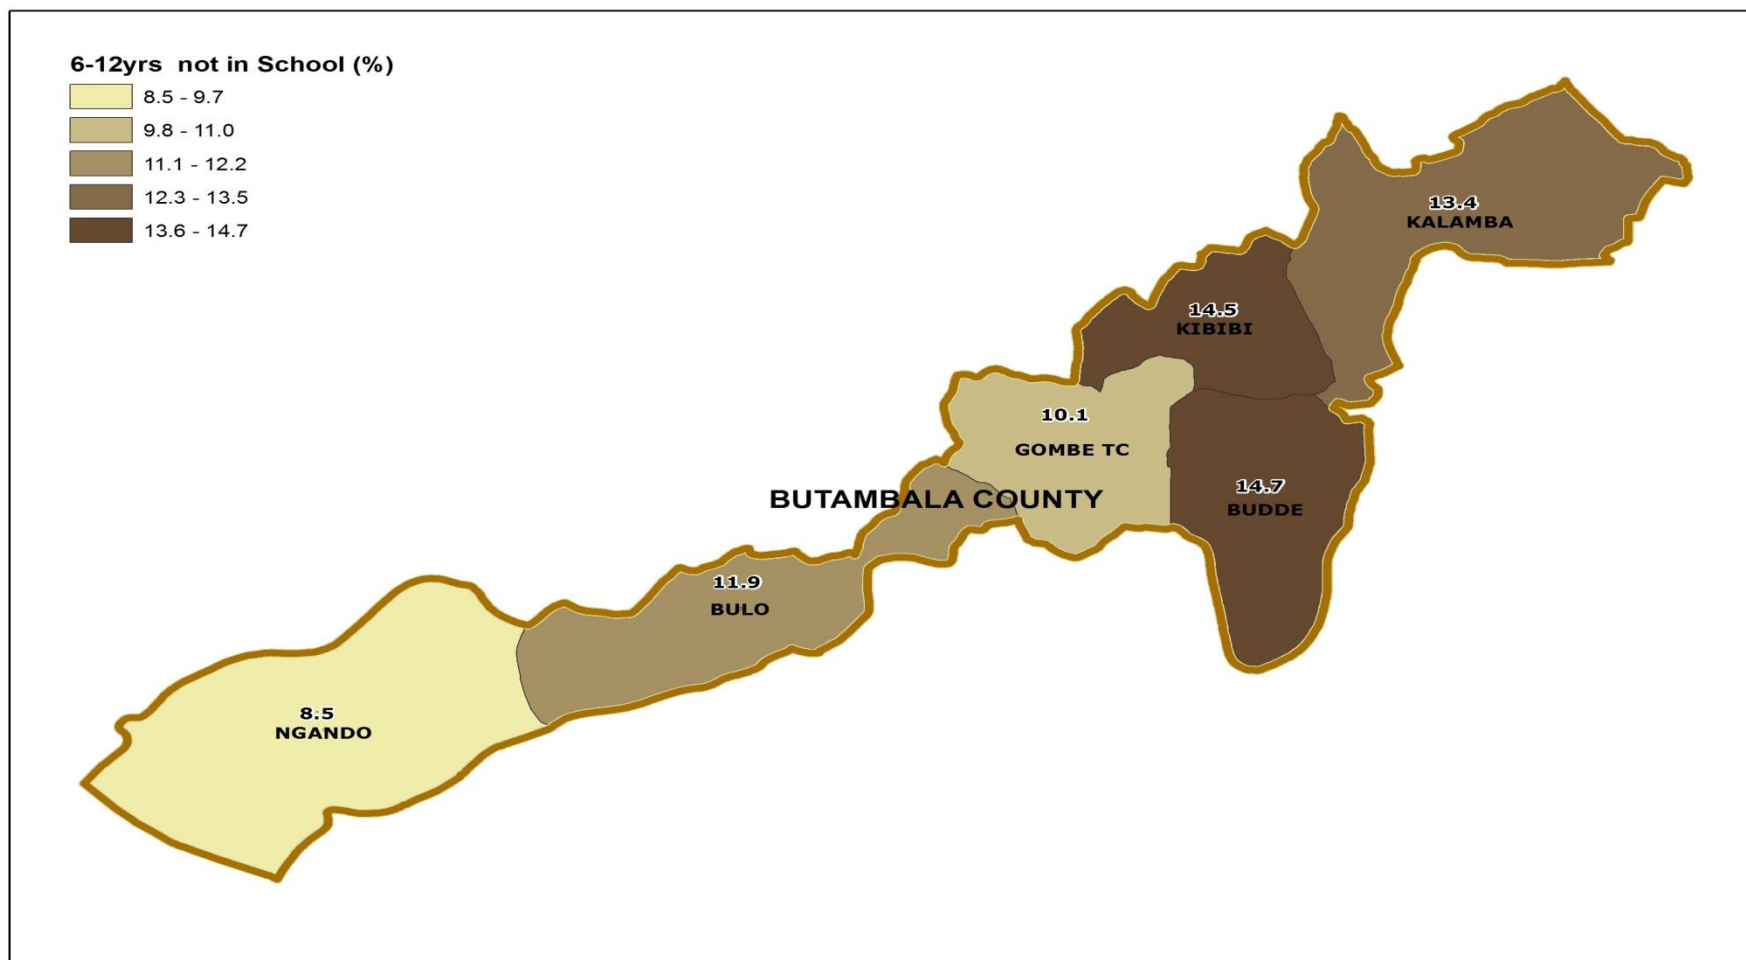 6-12yrs  not in School (%)
8.5 - 9.7
9.8 - 11.0
11.1 - 12.2
12.3 - 13.5
13.6 - 14.7
13.4
KALAMBA
14.5
KIBIBI
10.1
GOMBE TC
14.7
BUDDE
BUTAMBALA COUNTY
11.9
BULO
8.5
NGANDO